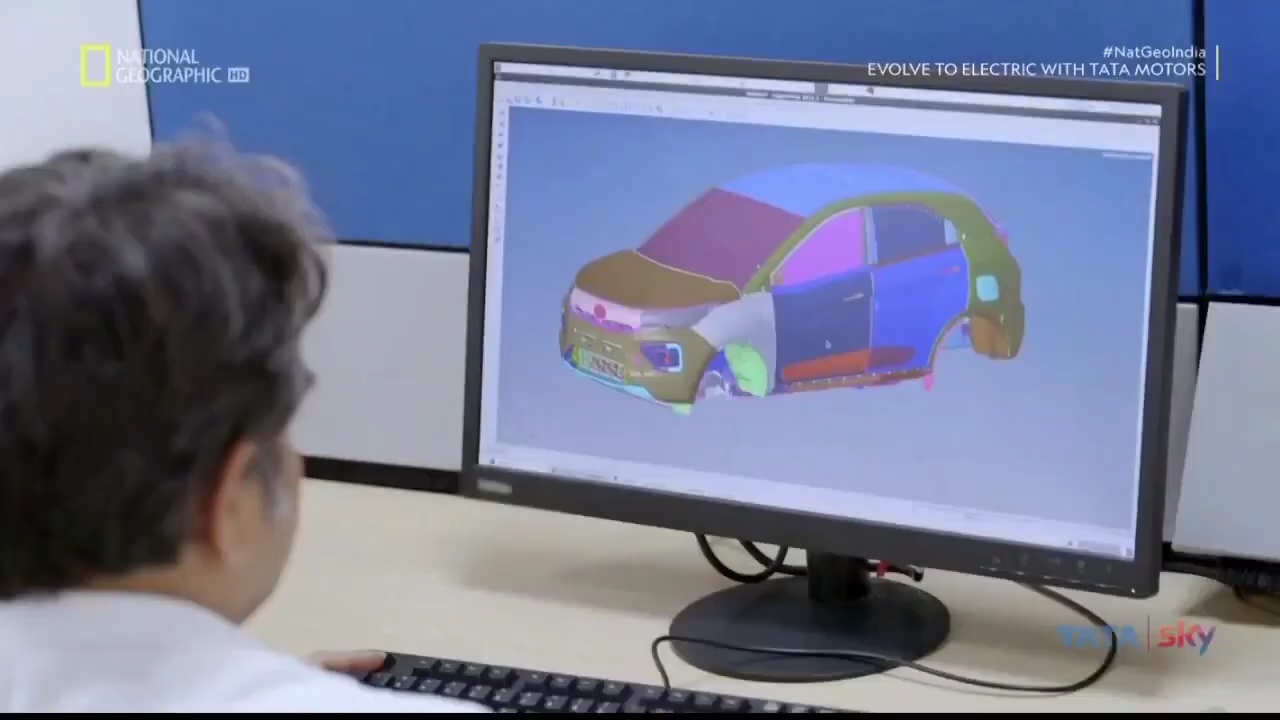 NATIONAL
GEOGRAPHIC HD
#NatGeoIndia
EVOLVE TO ELECTRIC WITH TATA MOTORS
TATA sky